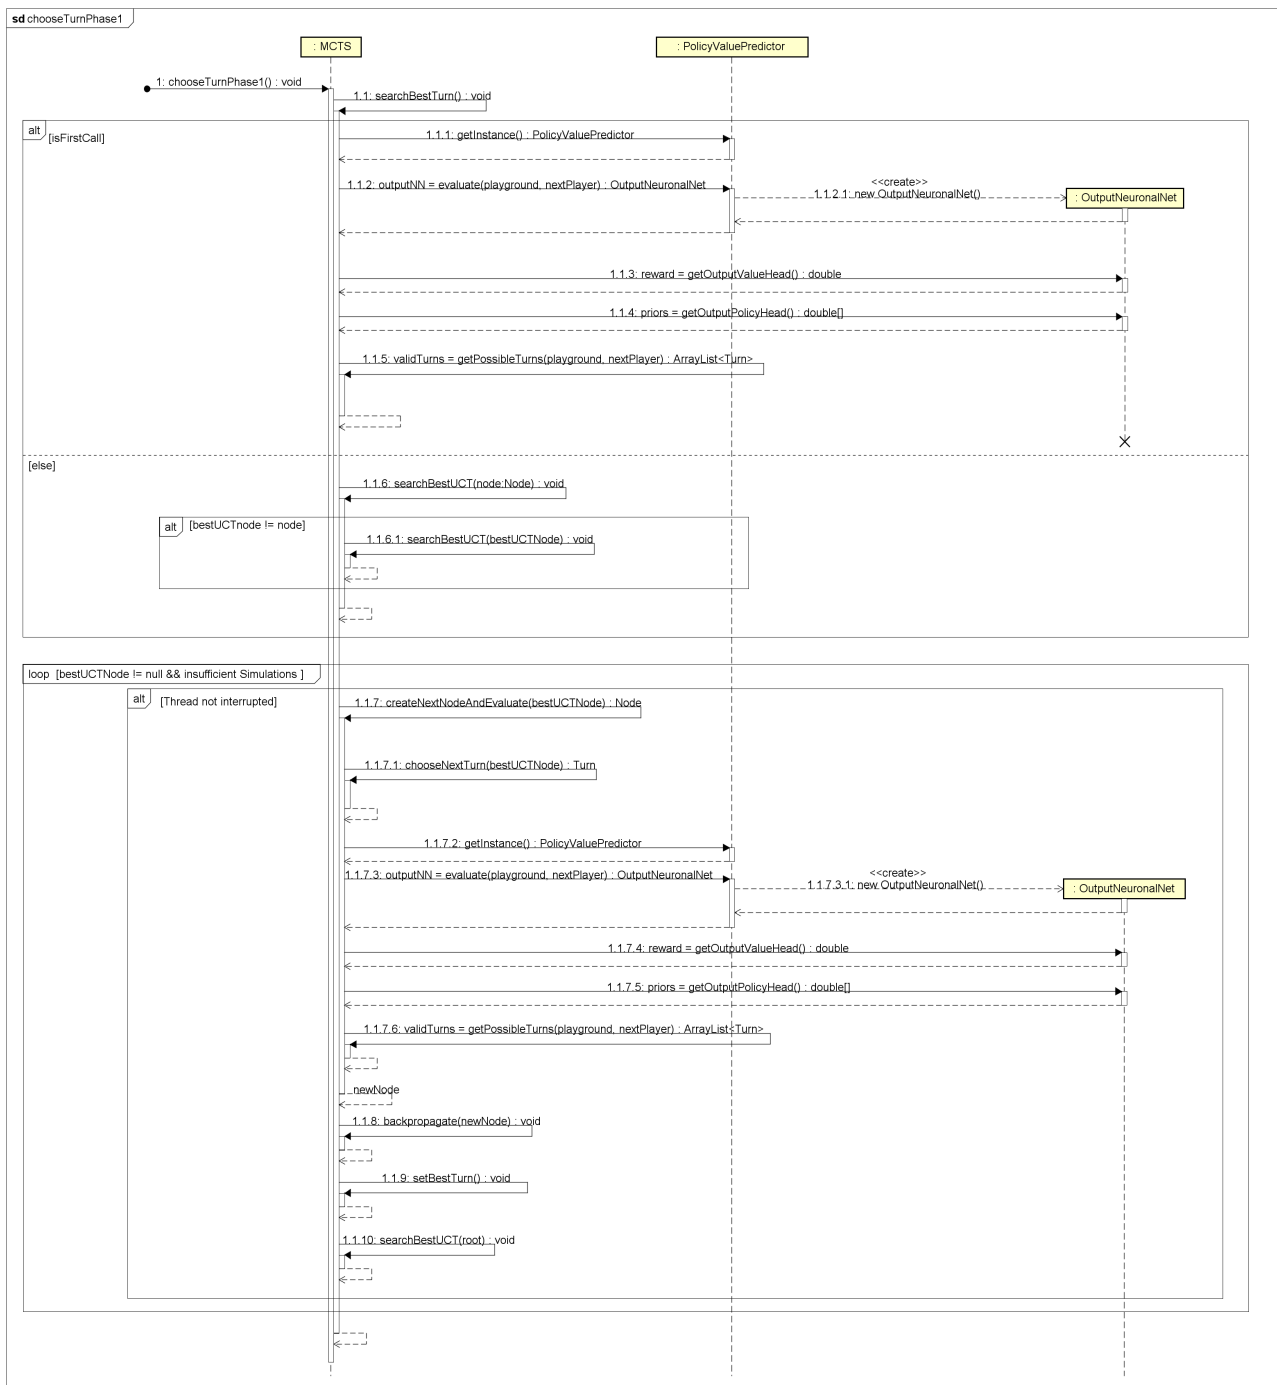 sd chooseTurnPhase1
: MCTS
: PolicyValuePredictor
1: chooseTurnPhase1() : void
1.1: searchBestTurn() : void
alt
[isFirstCall]
1.1.1: getInstance() : PolicyValuePredictor
1.1.2: outputNN = evaluate(playground, nextPlayer) : OutputNeuronalNet
<<create>>
1.1.2.1: new OutputNeuronalNet()
: OutputNeuronalNet
1.1.3: reward = getOutputValueHead() : double
1.1.4: priors = getOutputPolicyHead() : double[]
1.1.5: validTurns = getPossibleTurns(playground, nextPlayer) : ArrayList<Turn>
[else]
1.1.6: searchBestUCT(node:Node) : void
alt
[bestUCTnode != node]
1.1.6.1: searchBestUCT(bestUCTNode) : void
loop [bestUCTNode != null && insufficient Simulations ]
alt
[Thread not interrupted]
1.1.7: createNextNodeAndEvaluate(bestUCTNode) : Node
1.1.7.1: chooseNextTurn(bestUCTNode) : Turn
1.1.7.2: getInstance() : PolicyValuePredictor
1.1.7.3: outputNN = evaluate(playground, nextPlayer) : OutputNeuronalNet
<<create>>
1.1.7.3.1: new OutputNeuronalNet()
: OutputNeuronalNet
1.1.7.4: reward = getOutputValueHead() : double
1.1.7.5: priors = getOutputPolicyHead() : double[]
1.1.7.6: validTurns = getPossibleTurns(playground, nextPlayer) : ArrayList<Turn>
newNode
1.1.8: backpropagate(newNode) : void
1.1.9: setBestTurn() : void
1.1.10: searchBestUCT(root) : void